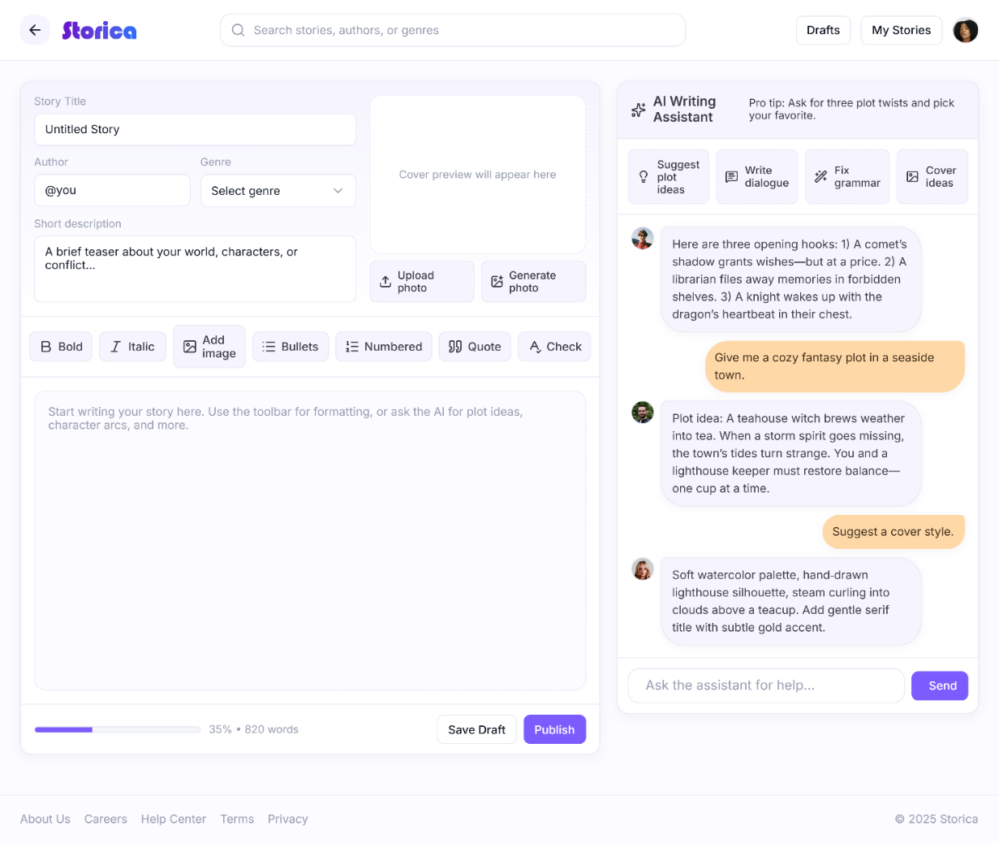 Storica
Search stories, authors, or genres
Drafts
My Stories
Story Title
Untitled Story
Author
Genre
@you
Select genre
Short description
A brief teaser about your world, characters, or
conflict...
Cover preview will appear here
Upload
photo
Generate
photo
Bold
Italic
Add
image
Bullets
Numbered
Quote
Check
Start writing your story here. Use the toolbar for formatting, or ask the AI for plot ideas,
character arcs, and more.
35% • 820 words
Save Draft
Publish
AI Writing
Assistant
Pro tip: Ask for three plot twists and pick
your favorite.
Suggest
plot
ideas
Write
dialogue
Fix
grammar
Cover
ideas
Here are three opening hooks: 1) A comet’s
shadow grants wishes—but at a price. 2) A
librarian files away memories in forbidden
shelves. 3) A knight wakes up with the
dragon’s heartbeat in their chest.
Give me a cozy fantasy plot in a seaside
town.
Plot idea: A teahouse witch brews weather
into tea. When a storm spirit goes missing,
the town’s tides turn strange. You and a
lighthouse keeper must restore balance—
one cup at a time.
Suggest a cover style.
Soft watercolor palette, hand-drawn
lighthouse silhouette, steam curling into
clouds above a teacup. Add gentle serif
title with subtle gold accent.
Ask the assistant for help...
Send
About Us
Careers
Help Center
Terms
Privacy
© 2025 Storica